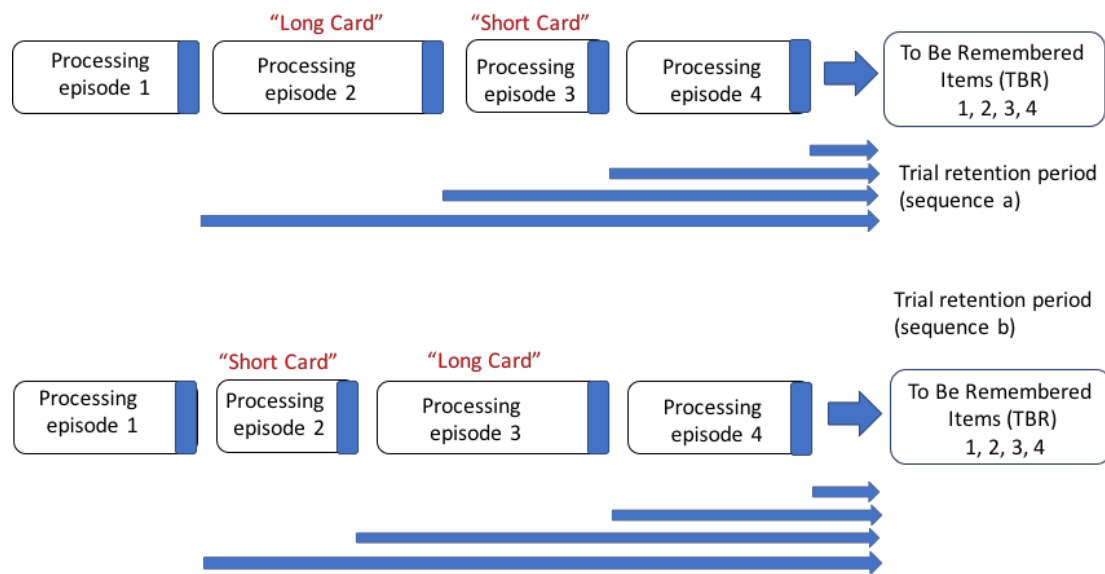 “Long Card”
“Short Card”
Processing
episode 1
Processing
episode 2
Processing
episode 3
Processing
episode 4
To Be Remembered
Items (TBR)
1, 2, 3, 4
Trial retention period
(sequence a)
Trial retention period
(sequence b)
“Short Card”
“Long Card”
Processing
episode 1
Processing
episode 2
Processing
episode 3
Processing
episode 4
To Be Remembered
Items (TBR)
1, 2, 3, 4